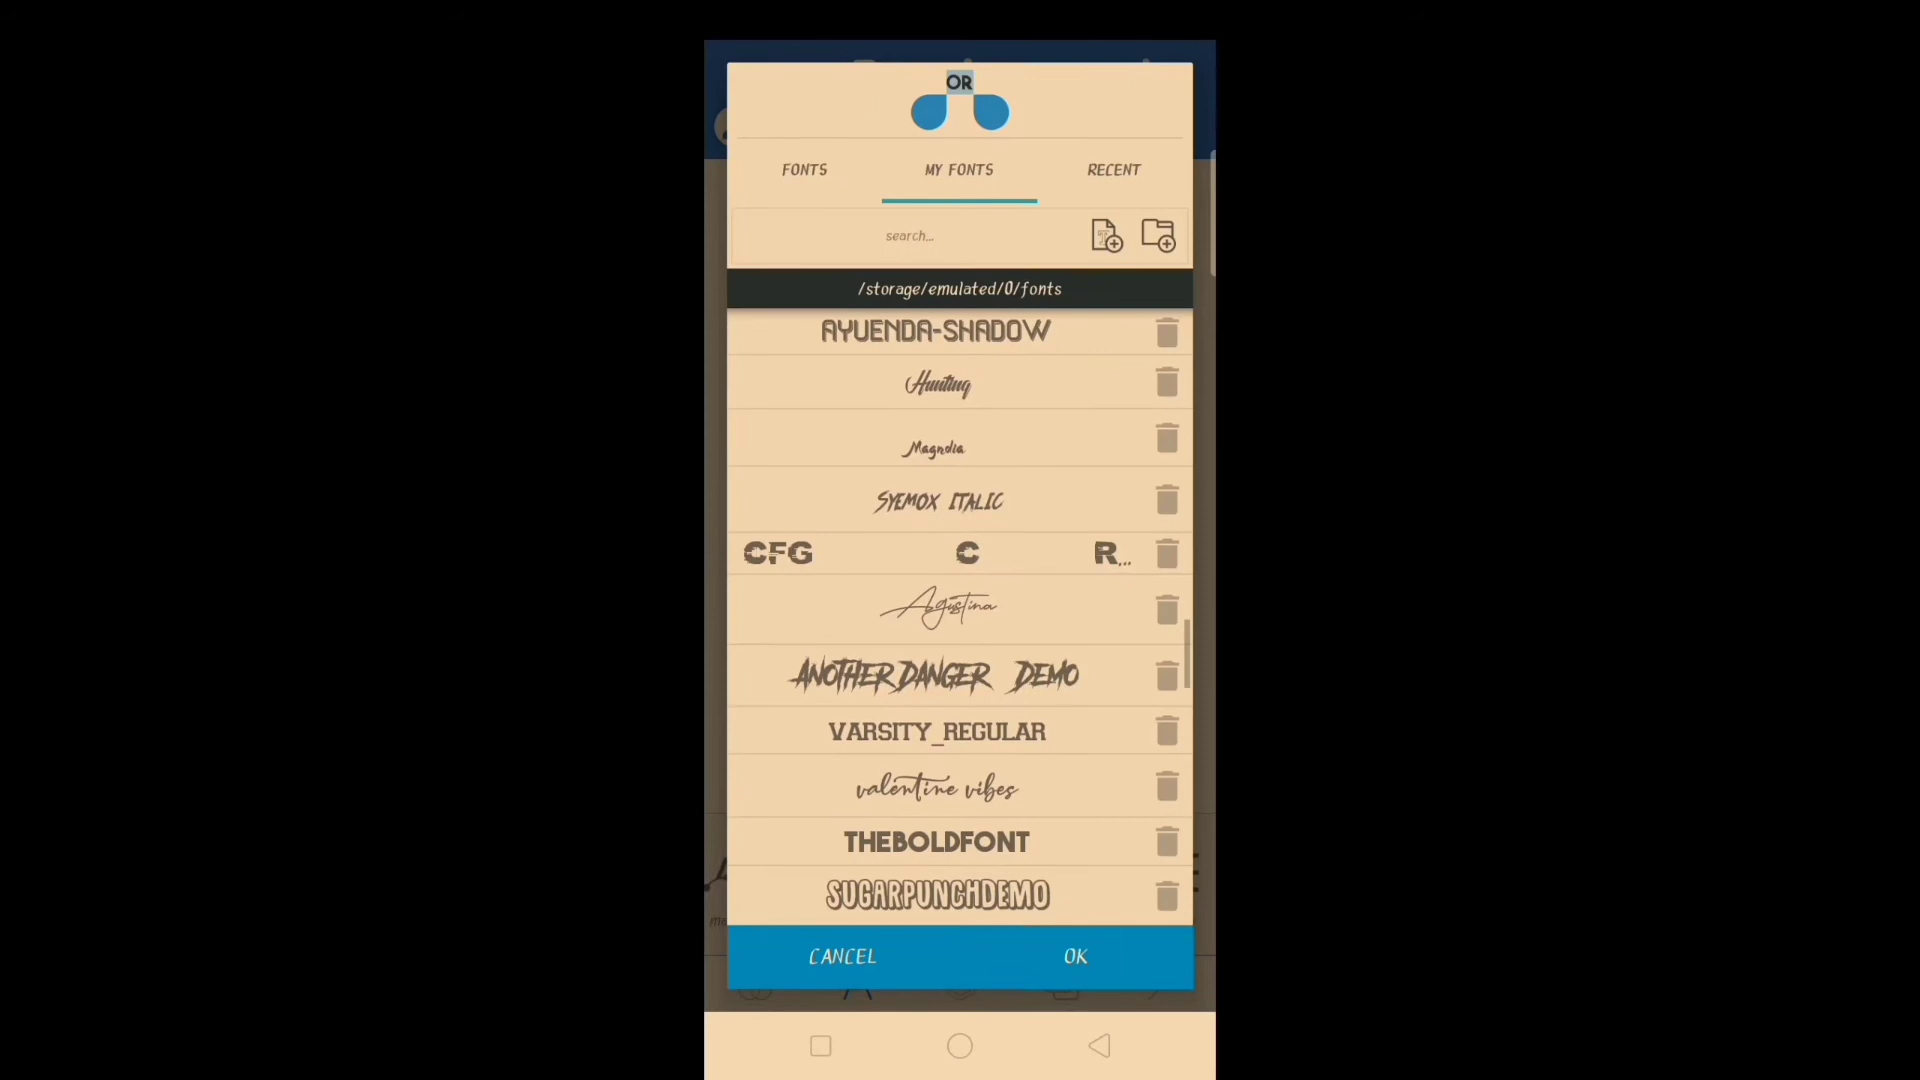 OR
FONTS MY FONTS RECENT
search...
/storage/emulated/0/fonts
AYUENDA-SHADOW
Hunting
Magnolia
SYEMOX ITALIC
CFG C R...
Agustina
ANOTHER DANGER DEMO
VARSITY_REGULAR
valentine vibes
THEBOLDFONT
SUGARPUNCHDEMO
CANCEL OK